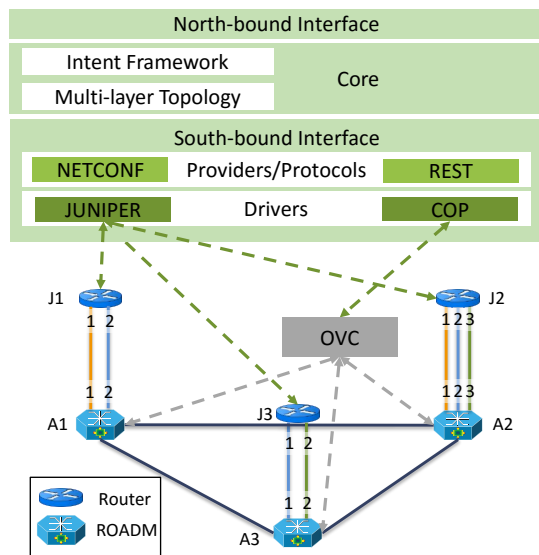 North-bound Interface
Intent Framework
Core
Multi-layer Topology
South-bound Interface
NETCONF Providers/Protocols REST
JUNIPER Drivers COP
J1 J2
1 2 1 2 3
OVC
1 2 J3 1 2 3
A1 A2
1 2
1 2
Router
ROADM
A3